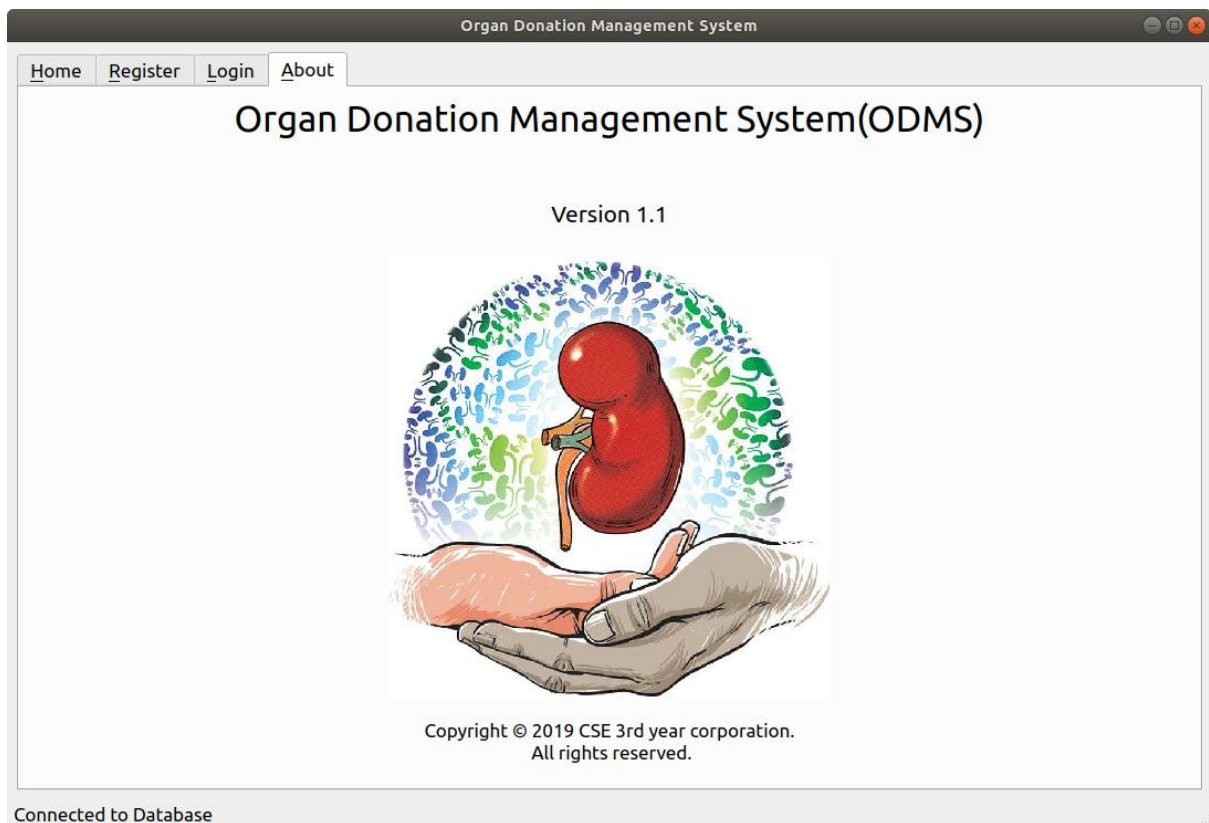 Organ Donation Management System
Home Register Login About
Organ Donation Management System(ODMS)
Version 1.1
Copyright © 2019 CSE 3rd year corporation.
All rights reserved.
Connected to Database